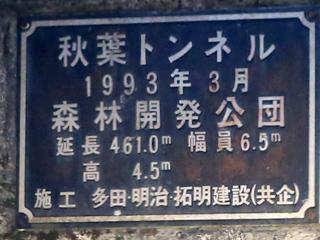 秋葉トンネル
1993年3月
森林開発公団
延長 461.0m 幅員 6.5m
高 4.5m
施工 多田・明治・拓明建設(共企)